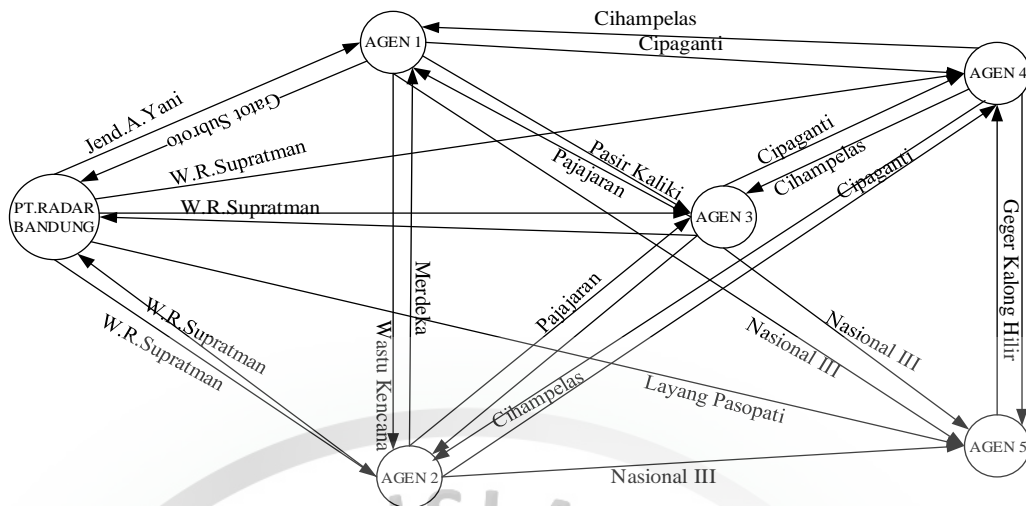 Cihampelas
Cipaganti
AGEN 1
AGEN 4
Jend.A.Yani
Gatot Subroto
W.R.Supratman
Pasir Kaliki
Pajajaran
Cipaganti
Cihampelas
Cipaganti
PT.RADAR
BANDUNG
W.R.Supratman
AGEN 3
Geger Kalong Hilir
Merdeka
Pajajaran
W.R.Supratman
W.R.Supratman
Wastu Kencana
Nasional III
Nasional III
Cihampelas
Layang Pasopati
AGEN 5
AGEN 2
Nasional III